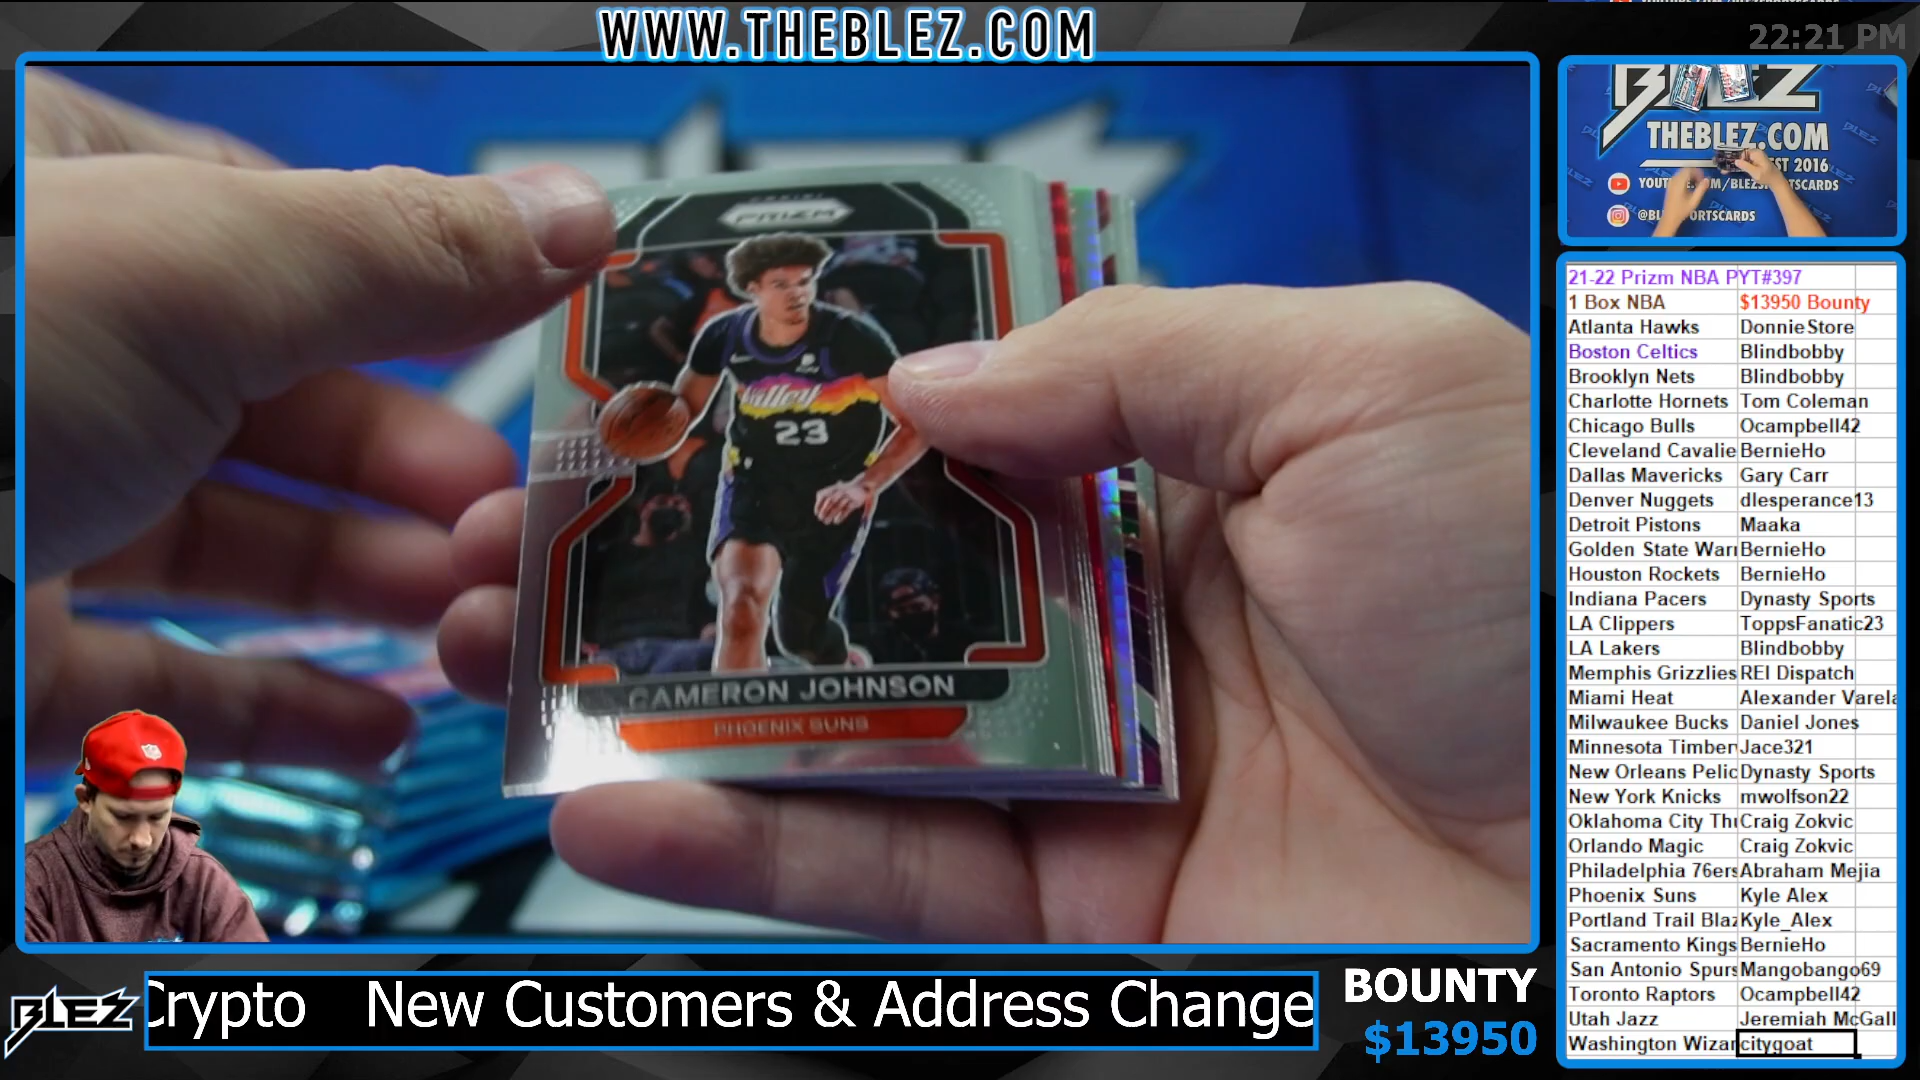 WWW.THEBLEZ.COM
22:21 PM
PANINI
PRIZM
Valley
23
CAMERON JOHNSON
PHOENIX SUNS
BLEZ
THEBLEZ.COM
EST 2016
@BL
ORTSCARDS
21-22 Prizm NBA PYT#397
1 Box NBA $13950 Bounty
Atlanta Hawks DonnieStore
Boston Celtics Blindbobby
Brooklyn Nets Blindbobby
Charlotte Hornets Tom Coleman
Chicago Bulls Ocampbell42
Cleveland Cavalie BernieHo
Dallas Mavericks Gary Carr
Denver Nuggets dlesperance13
Detroit Pistons Maaka
Golden State Warr BernieHo
Houston Rockets BernieHo
Indiana Pacers Dynasty Sports
LA Clippers ToppsFanatic23
LA Lakers Blindbobby
Memphis Grizzlies REI Dispatch
Miami Heat Alexander Varela
Milwaukee Bucks Daniel Jones
Minnesota Timber Jace321
New Orleans Pelic Dynasty Sports
New York Knicks mwolfson22
Oklahoma City Thu Craig Zokvic
Orlando Magic Craig Zokvic
Philadelphia 76ers Abraham Mejia
Phoenix Suns Kyle Alex
Portland Trail Blaz Kyle_Alex
Sacramento Kings BernieHo
San Antonio Spurs Mangobango69
Toronto Raptors Ocampbell42
Utah Jazz Jeremiah McGall
Washington Wizar citygoat
BLEZ
Crypto New Customers & Address Change
BOUNTY
$13950